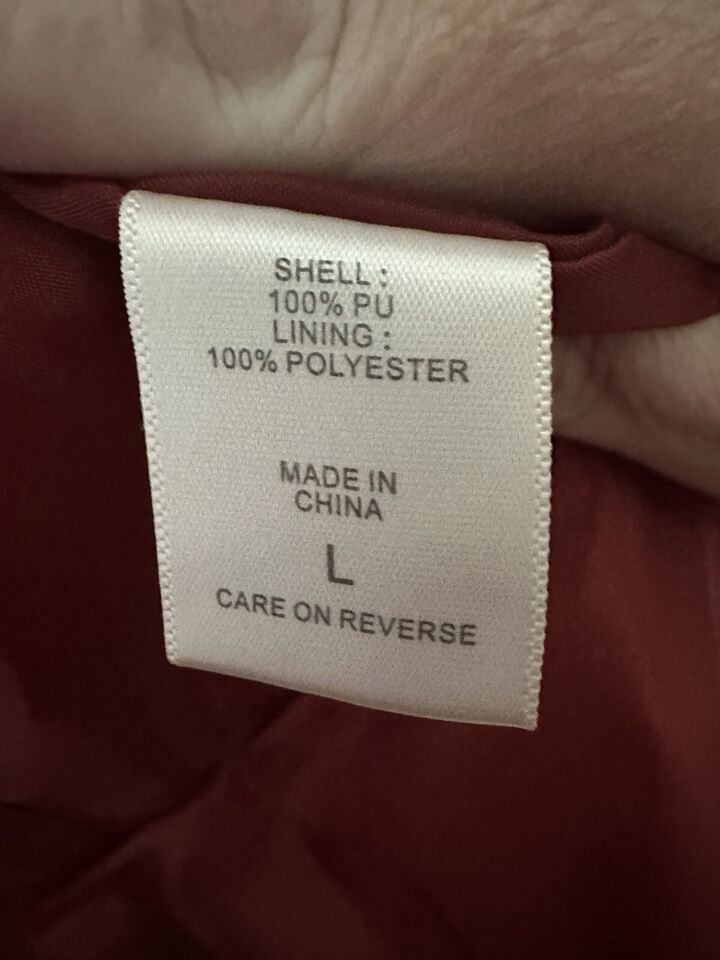 SHELL :
100% PU
LINING :
100% POLYESTER
MADE IN
CHINA
L
CARE ON REVERSE